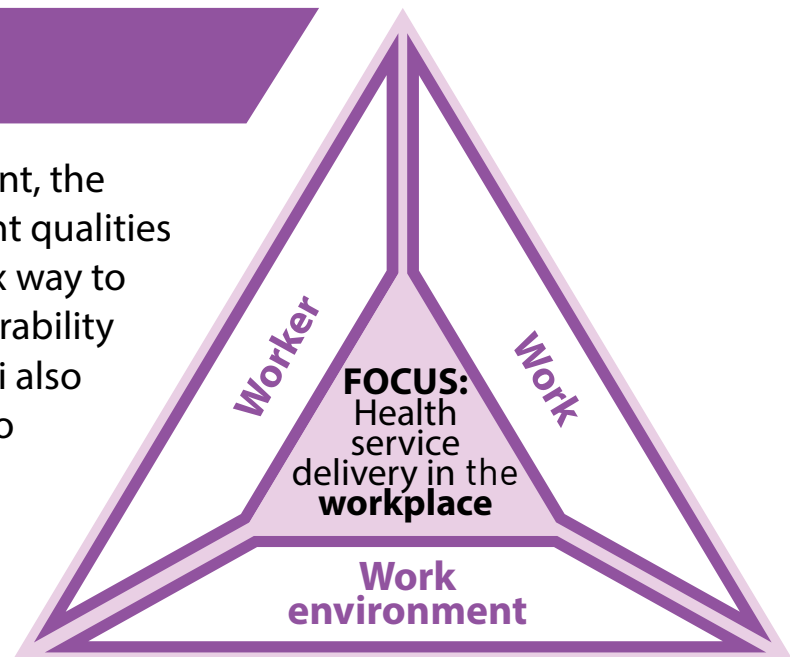 nt, the
nt qualities
x way to
rability
i also
o
Worker
FOCUS:
Health
service
delivery in the
workplace
Work
Work
environment